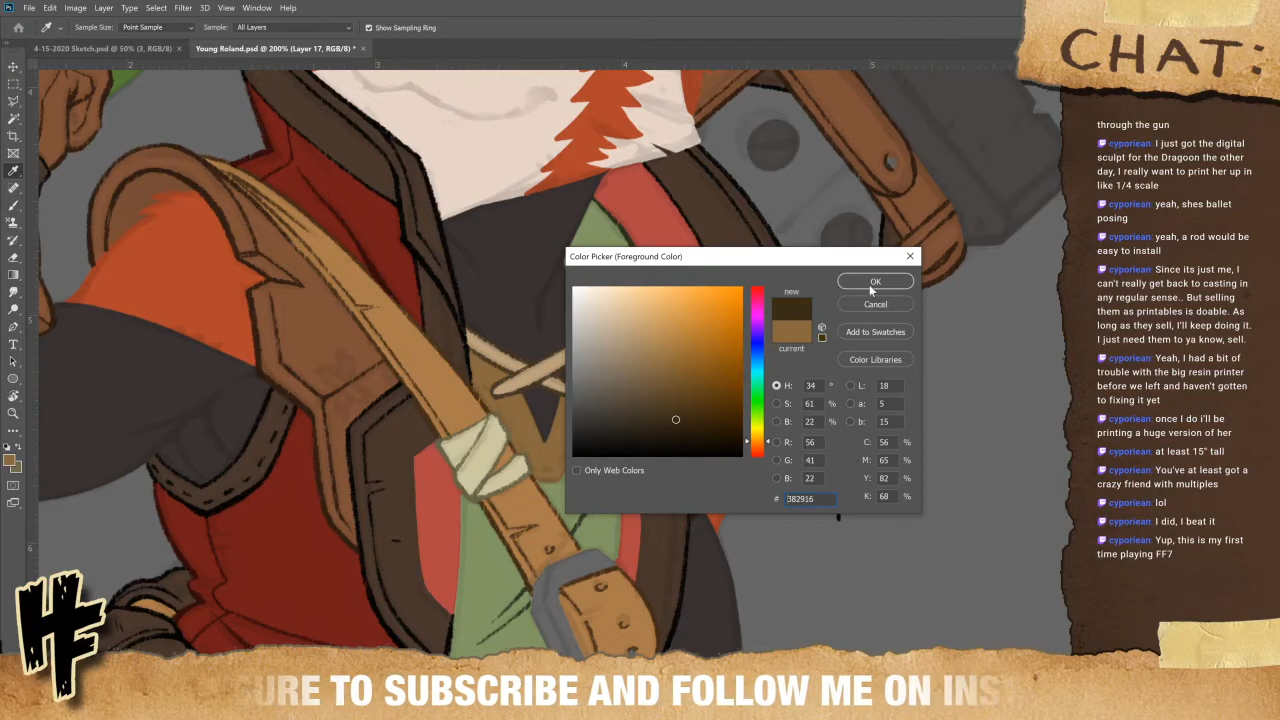 Ps File Edit Image Layer Type Select Filter 3D View Window Help
Sample Size: Point Sample Sample: All Layers Show Sampling Ring
4-15-2020 Sketch.psd @ 50% (3, RGB/8) × Young Roland.psd @ 200% (Layer 17, RGB/8) * ×
2 3 4 5
4
5
6
CHAT:
through the gun
cyporiean: I just got the digital
sculpt for the Dragoon the other
day, I really want to print her up in
like 1/4 scale
cyporiean: yeah, shes ballet
posing
cyporiean: yeah, a rod would be
easy to install
cyporiean: Since its just me, I
can't really get back to casting in
any regular sense.. But selling
them as printables is doable. As
long as they sell, I'll keep doing it.
I just need them to ya know, sell.
cyporiean: Yeah, I had a bit of
trouble with the big resin printer
before we left and haven't gotten
to fixing it yet
cyporiean: once I do i'll be
printing a huge version of her
cyporiean: at least 15" tall
cyporiean: You've at least got a
crazy friend with multiples
cyporiean: lol
cyporiean: I did, I beat it
cyporiean: Yup, this is my first
time playing FF7
Color Picker (Foreground Color)
new
current
OK
Cancel
Add to Swatches
Color Libraries
H: 34 ° L: 18
S: 61 % a: 5
B: 22 % b: 15
R: 56 C: 56 %
G: 41 M: 65 %
B: 22 Y: 82 %
# 382916 K: 68 %
Only Web Colors
HF
URE TO SUBSCRIBE AND FOLLOW ME ON INST